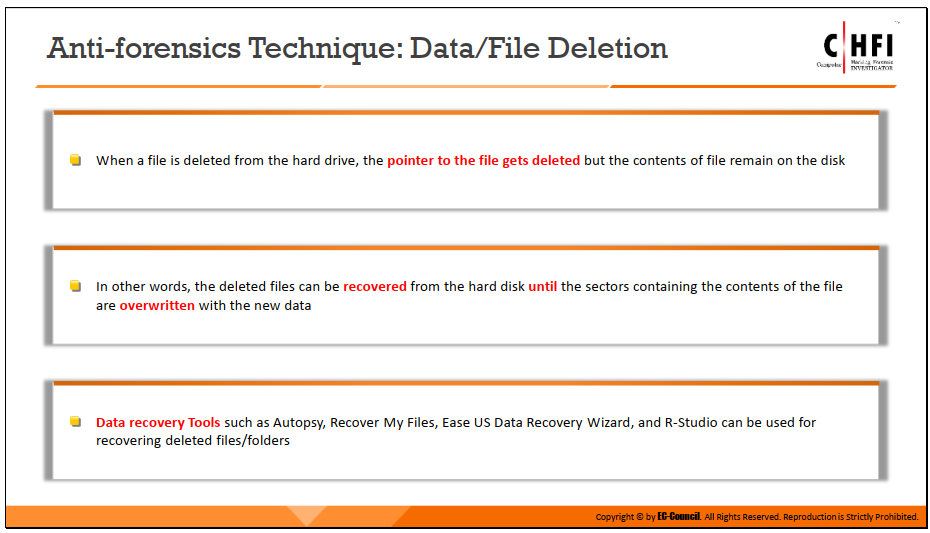 Anti-forensics Technique: Data/File Deletion
C HFI
Computer
Hacking Forensic
INVESTIGATOR
When a file is deleted from the hard drive, the pointer to the file gets deleted but the contents of file remain on the disk
In other words, the deleted files can be recovered from the hard disk until the sectors containing the contents of the file
are overwritten with the new data
Data recovery Tools such as Autopsy, Recover My Files, Ease US Data Recovery Wizard, and R-Studio can be used for
recovering deleted files/folders
Copyright © by EC-Council. All Rights Reserved. Reproduction is Strictly Prohibited.